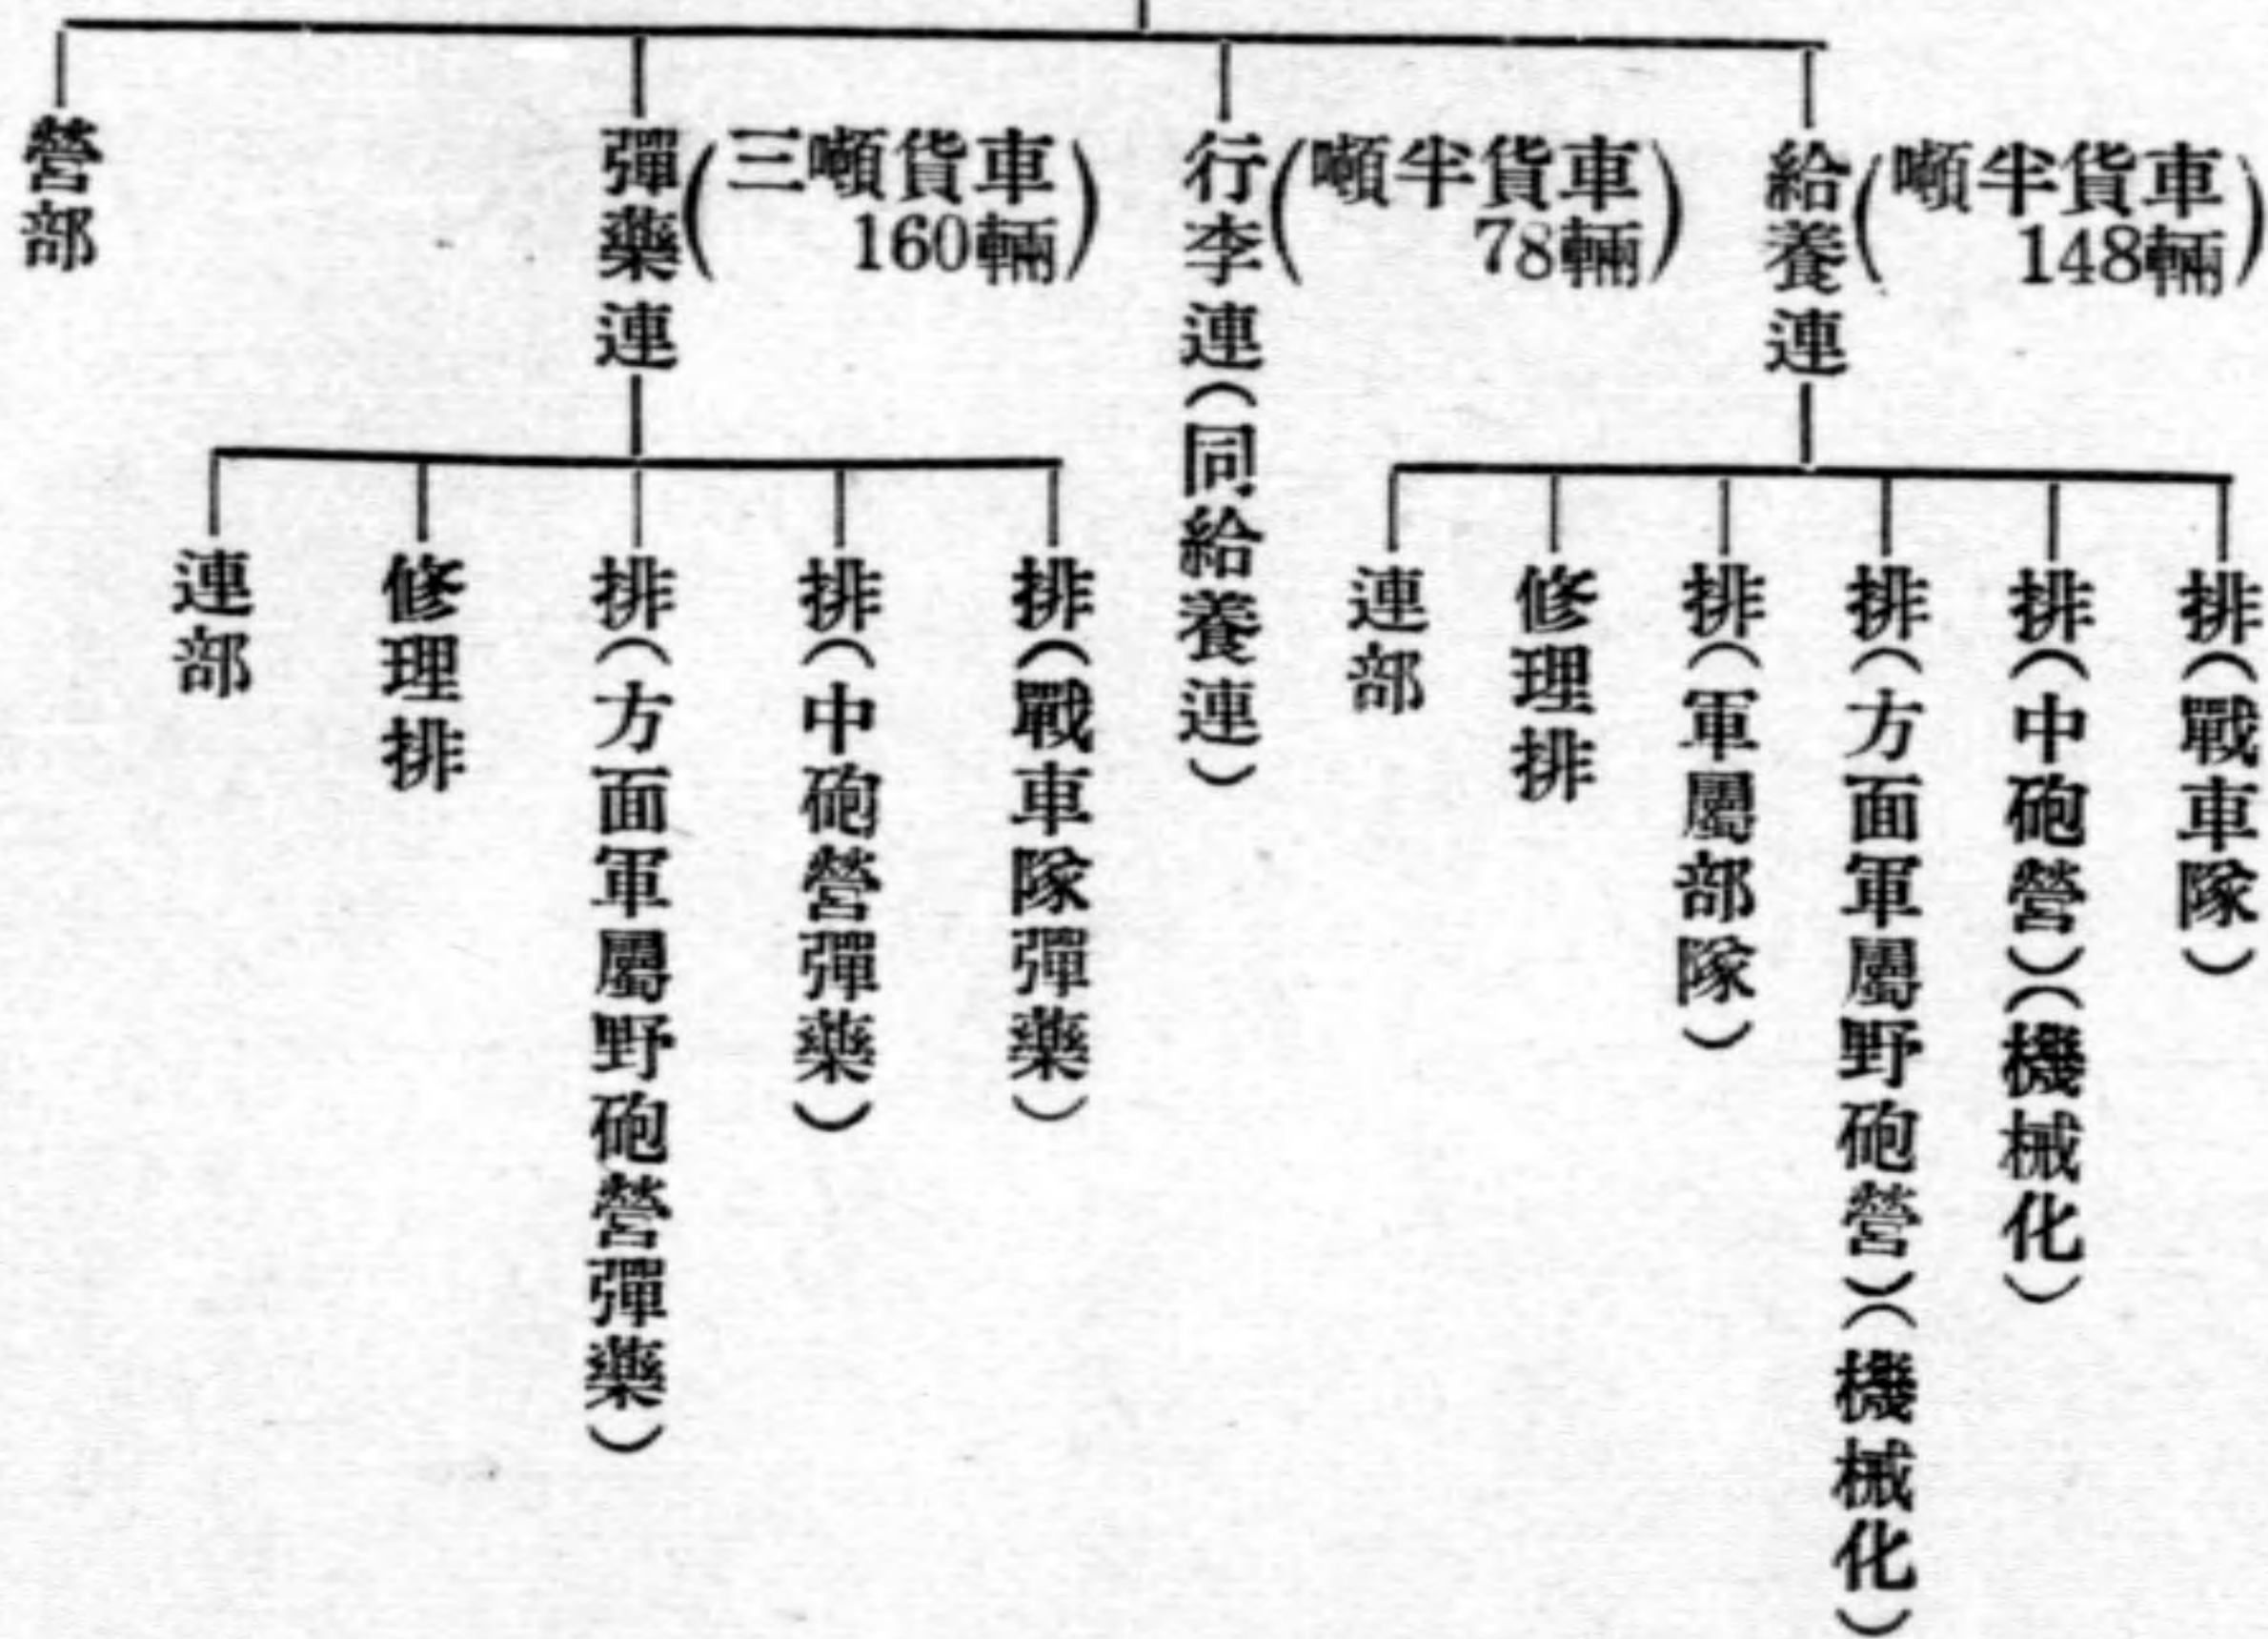 營部
彈藥連
(三噸貨車
160輛)
行李連(同給養連)
(噸半貨車
78輛)
給養連
(噸半貨車
148輛)
連部
修理排
排(方面軍屬野砲營彈藥)
排(中砲營彈藥)
排(戰車隊彈藥)
連部
修理排
排(軍屬部隊)
排(方面軍屬野砲營)(機械化)
排(中砲營)(機械化)
排(戰車隊)